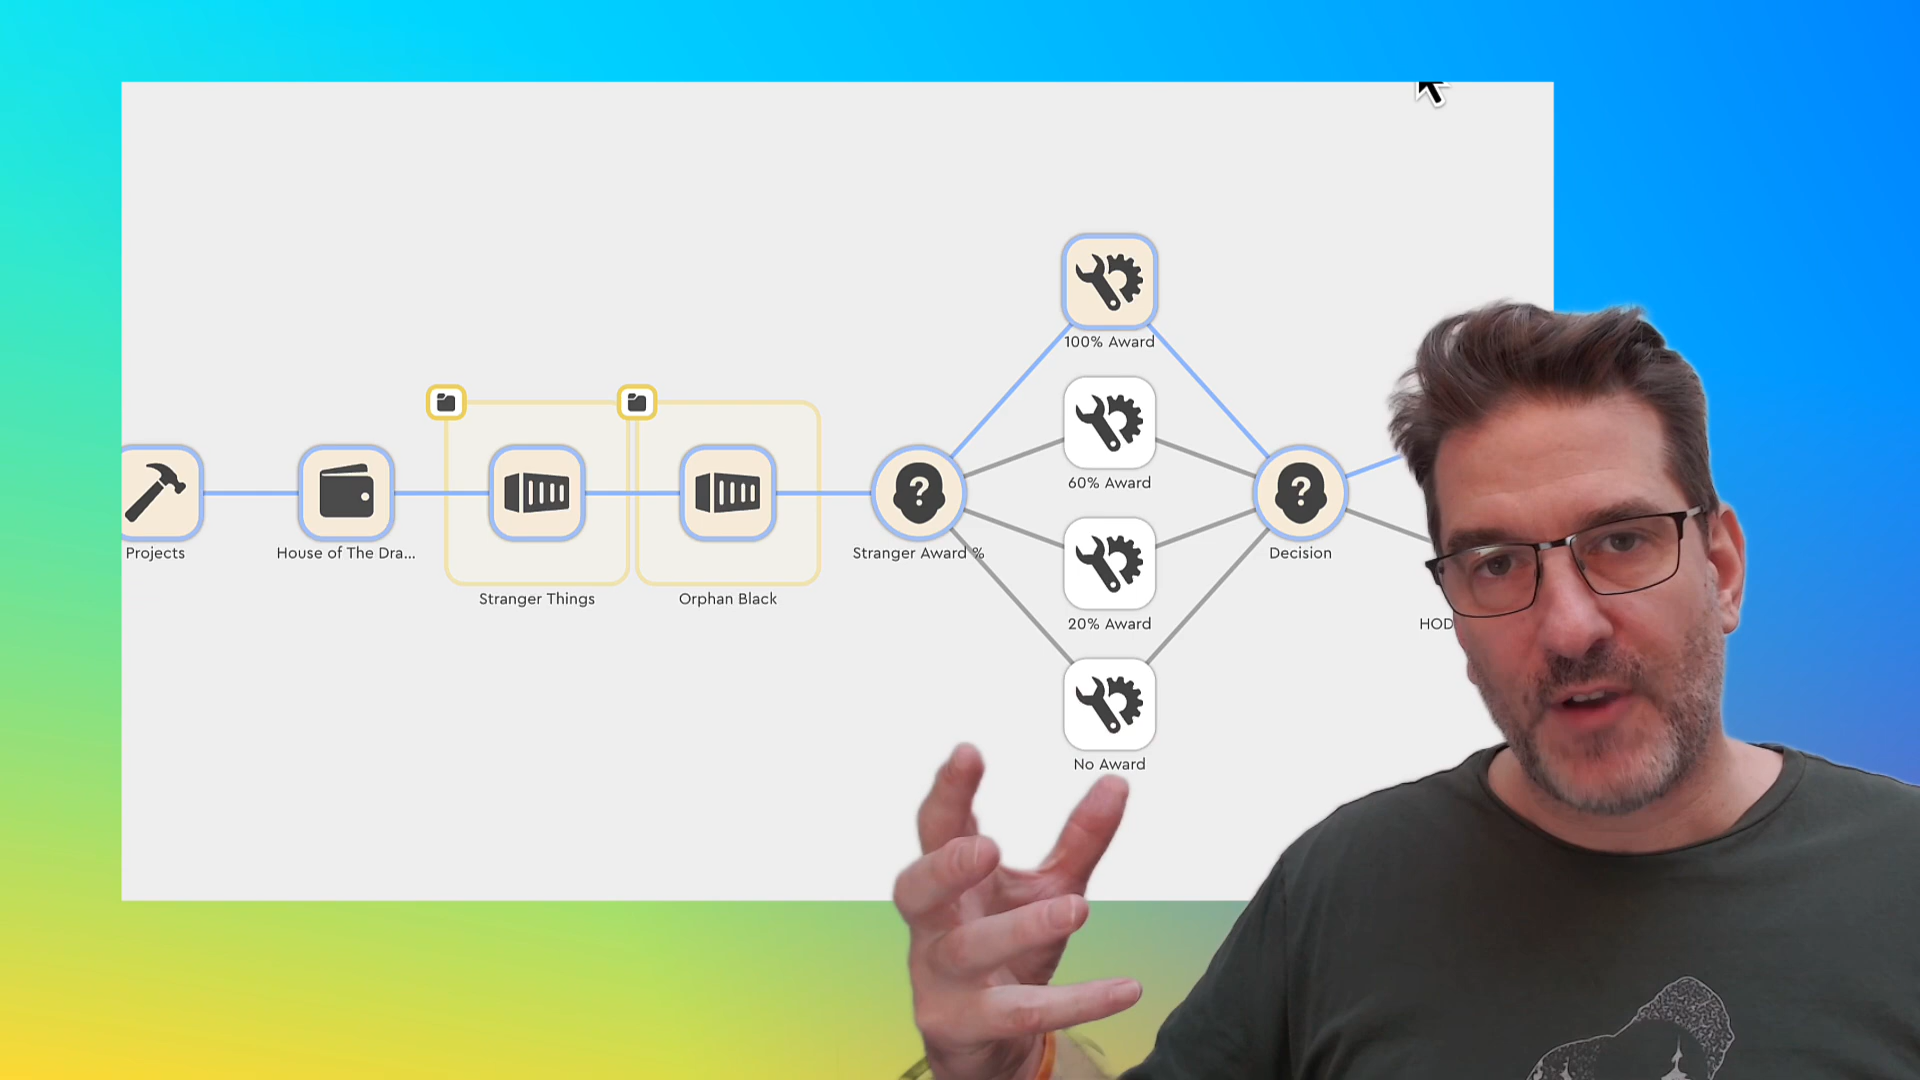 100% Award
60% Award
Projects
House of The Dra...
Stranger Award %
Decision
Stranger Things
Orphan Black
20% Award
HOD
No Award
?
?